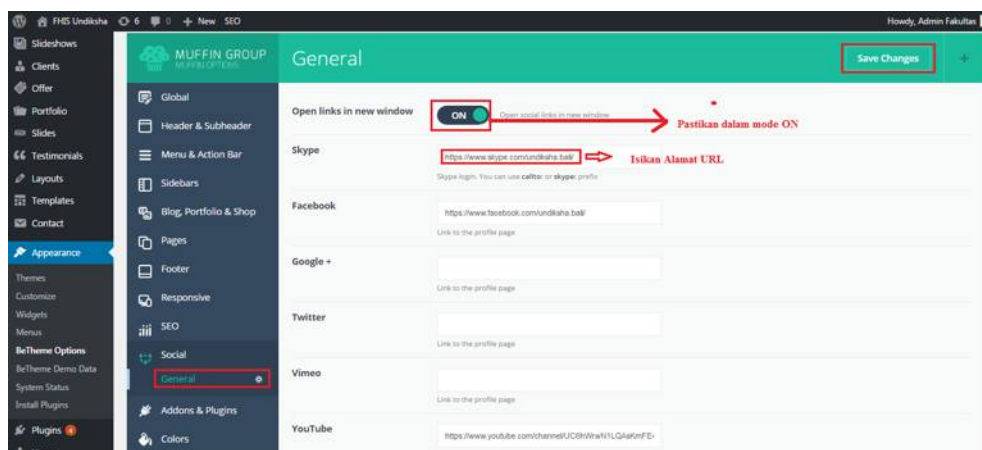 FHIS Undiksha 6 0 + New SEO Howdy, Admin Fakultas
Slideshows
Clients
Offer
Portfolio
Slides
Testimonials
Layouts
Templates
Contact
Appearance
Themes
Customize
Widgets
Menus
BeTheme Options
BeTheme Demo Data
System Status
Install Plugins
Plugins 4
MUFFIN GROUP
MUFFIN OPTIONS
Global
Header & Subheader
Menu & Action Bar
Sidebars
Blog, Portfolio & Shop
Pages
Footer
Responsive
SEO
Social
General
Addons & Plugins
Colors
General
Save Changes
+
Open links in new window
ON
Open social links in new window
Pastikan dalam mode ON
Skype
https://www.skype.com/undiksha.bali/
Isikan Alamat URL
Skype login. You can use callto: or skype: prefix
Facebook
https://www.facebook.com/undiksha.bali/
Link to the profile page
Google +
Link to the profile page
Twitter
Link to the profile page
Vimeo
Link to the profile page
YouTube